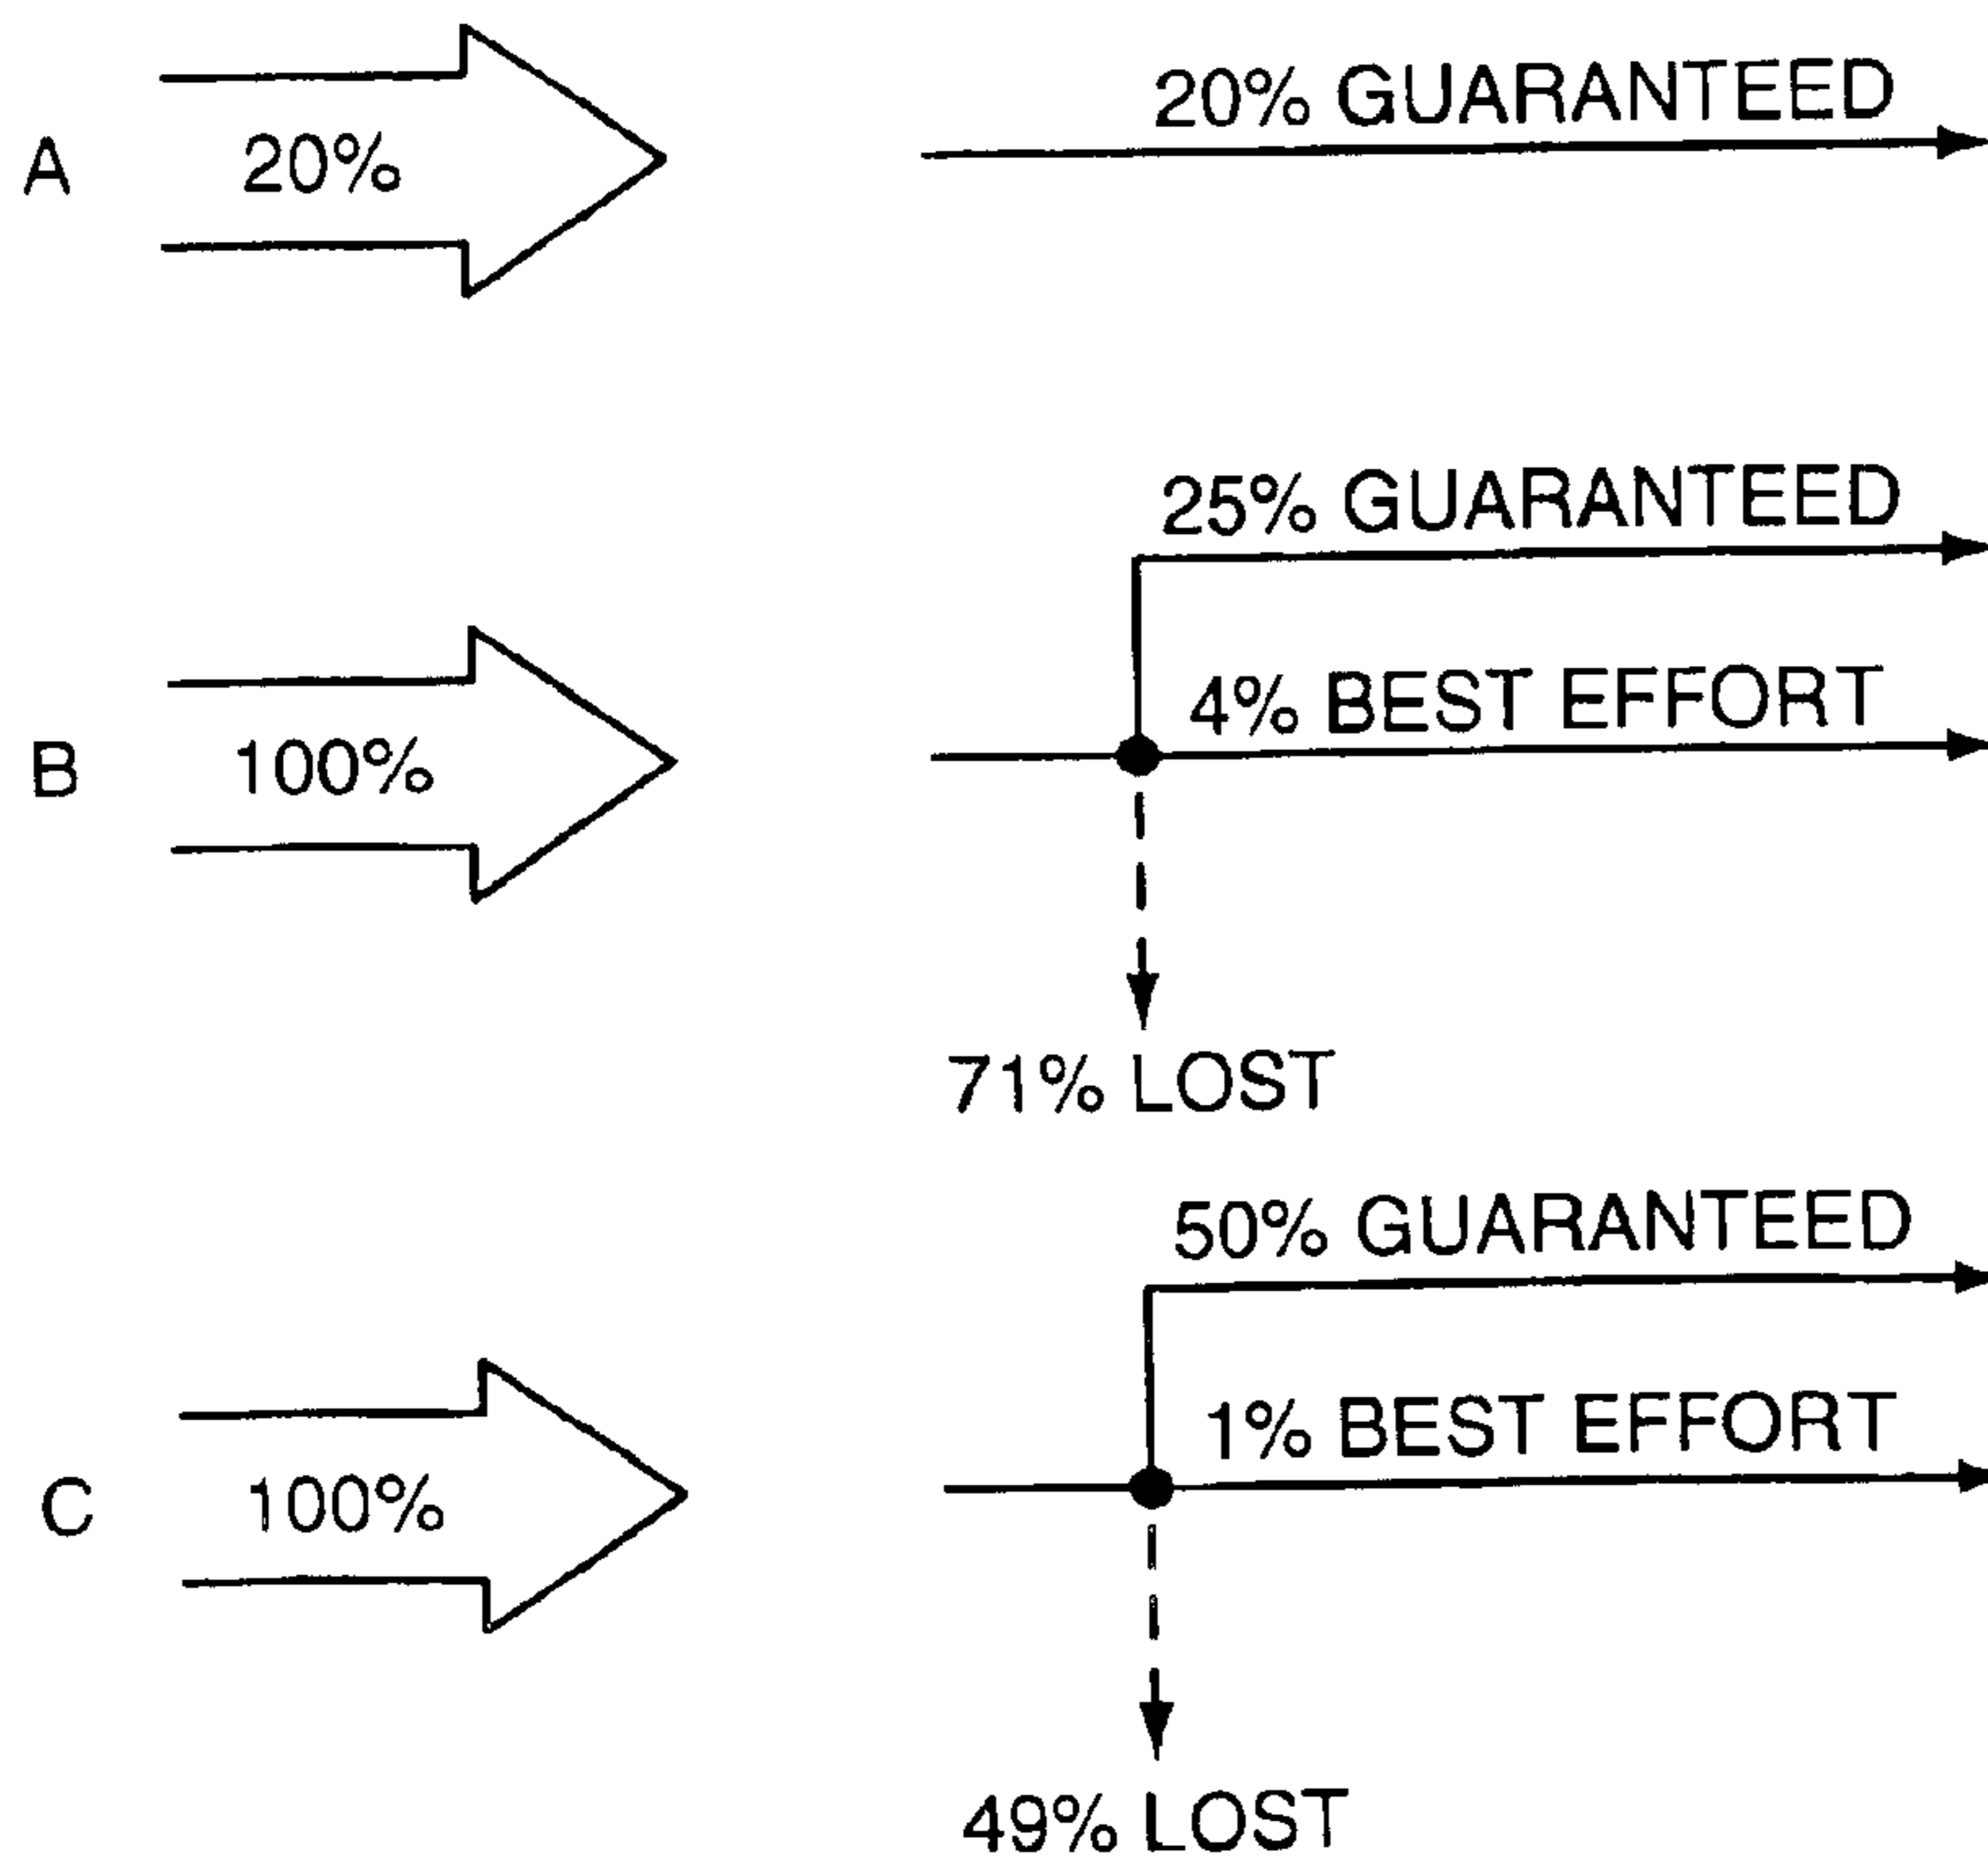 A
20%
20% GUARANTEED
B
100%
25% GUARANTEED
4% BEST EFFORT
71% LOST
C
100%
50% GUARANTEED
1% BEST EFFORT
49% LOST